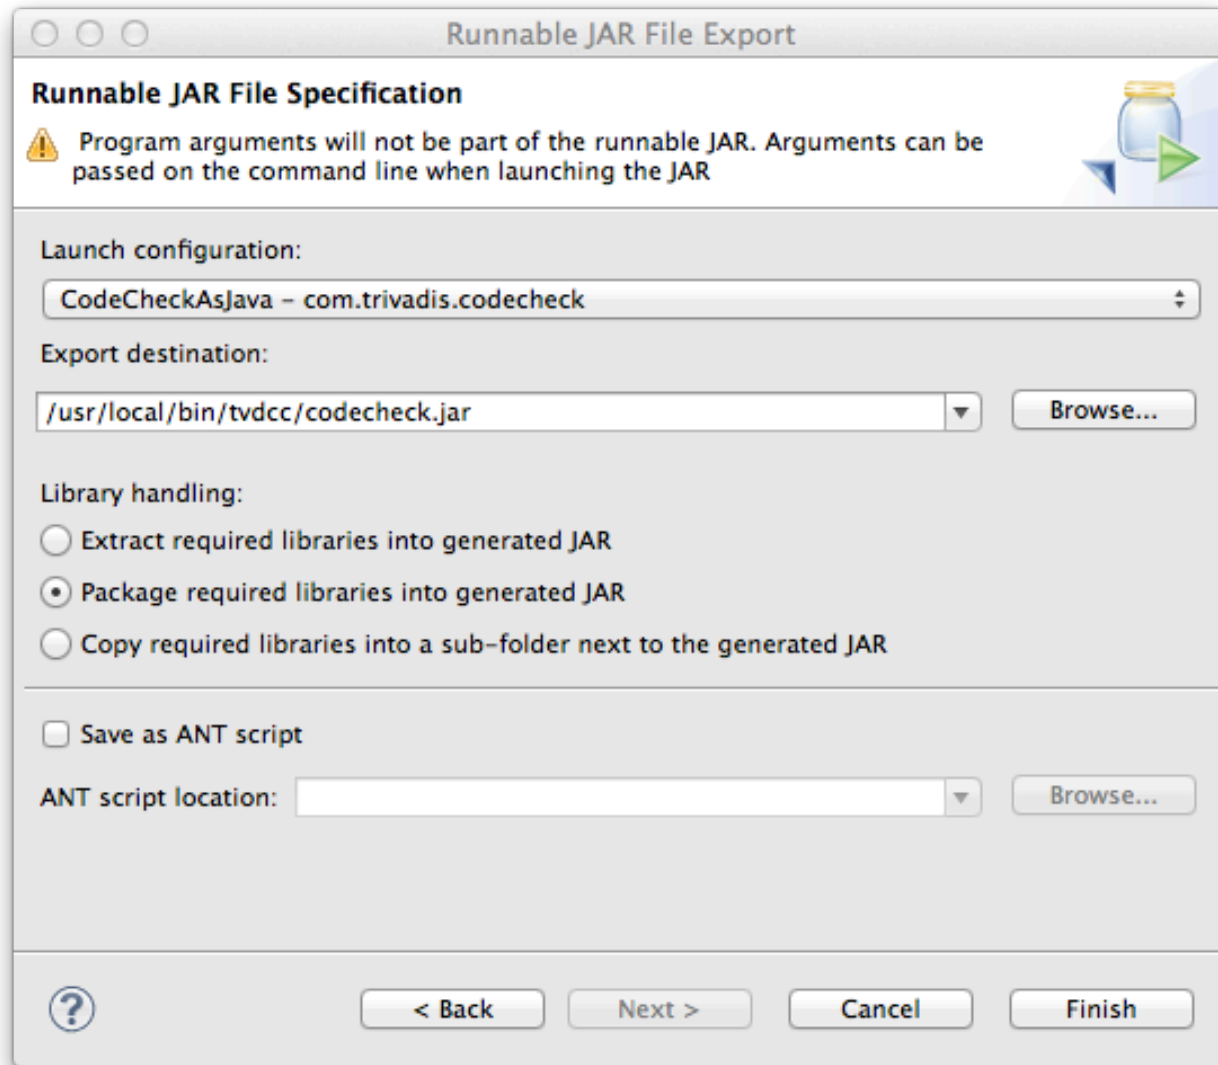 Runnable JAR File Export
Runnable JAR File Specification
Program arguments will not be part of the runnable JAR. Arguments can be
passed on the command line when launching the JAR
Launch configuration:
CodeCheckAsJava – com.trivadis.codecheck
Export destination:
/usr/local/bin/tvdcc/codecheck.jar
Browse...
Library handling:
Extract required libraries into generated JAR
Package required libraries into generated JAR
Copy required libraries into a sub-folder next to the generated JAR
Save as ANT script
ANT script location:
Browse...
?
< Back
Next >
Cancel
Finish